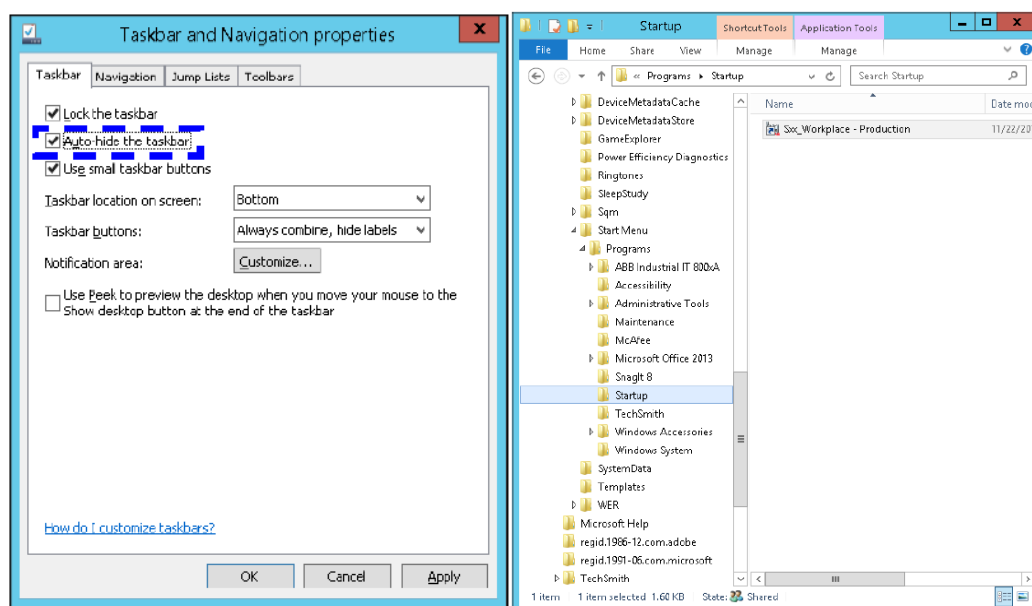 Taskbar and Navigation properties
X
Taskbar
Navigation
Jump Lists
Toolbars
Lock the taskbar
Auto-hide the taskbar
Use small taskbar buttons
Taskbar location on screen:
Bottom
Taskbar buttons:
Always combine, hide labels
Notification area:
Customize...
Use Peek to preview the desktop when you move your mouse to the
Show desktop button at the end of the taskbar
How do I customize taskbars?
OK
Cancel
Apply
Startup
Shortcut Tools
Application Tools
X
File
Home
Share
View
Manage
Manage
« Programs
Startup
Search Startup
DeviceMetadataCache
DeviceMetadataStore
GameExplorer
Power Efficiency Diagnostics
Ringtones
SleepStudy
Sqm
Start Menu
Programs
ABB Industrial IT 800xA
Accessibility
Administrative Tools
Maintenance
McAfee
Microsoft Office 2013
SnagIt 8
Startup
TechSmith
Windows Accessories
Windows System
SystemData
Templates
WER
Microsoft Help
regid.1986-12.com.adobe
regid.1991-06.com.microsoft
TechSmith
Name
Date mod
Sxx_Workplace - Production
11/22/20
1 item
1 item selected 1.60 KB
State:
Shared